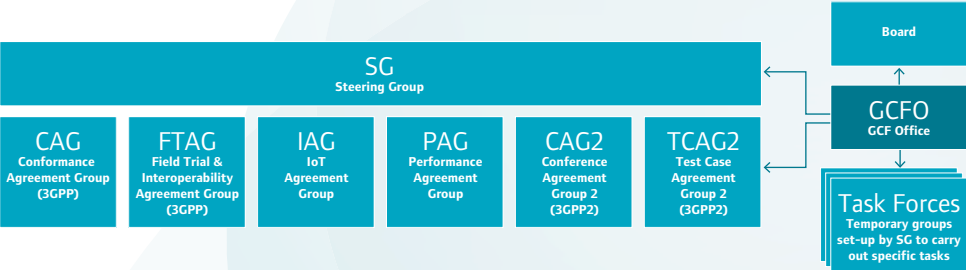 Board
SG
Steering Group
GCFO
GCF Office
CAG
Conformance
Agreement Group
(3GPP)
FTAG
Field Trial &
Interoperability
Agreement Group
(3GPP)
IAG
IoT
Agreement
Group
PAG
Performance
Agreement
Group
CAG2
Conference
Agreement
Group 2
(3GPP2)
TCAG2
Test Case
Agreement
Group 2
(3GPP2)
Task Forces
Temporary groups
set-up by SG to carry
out specific tasks